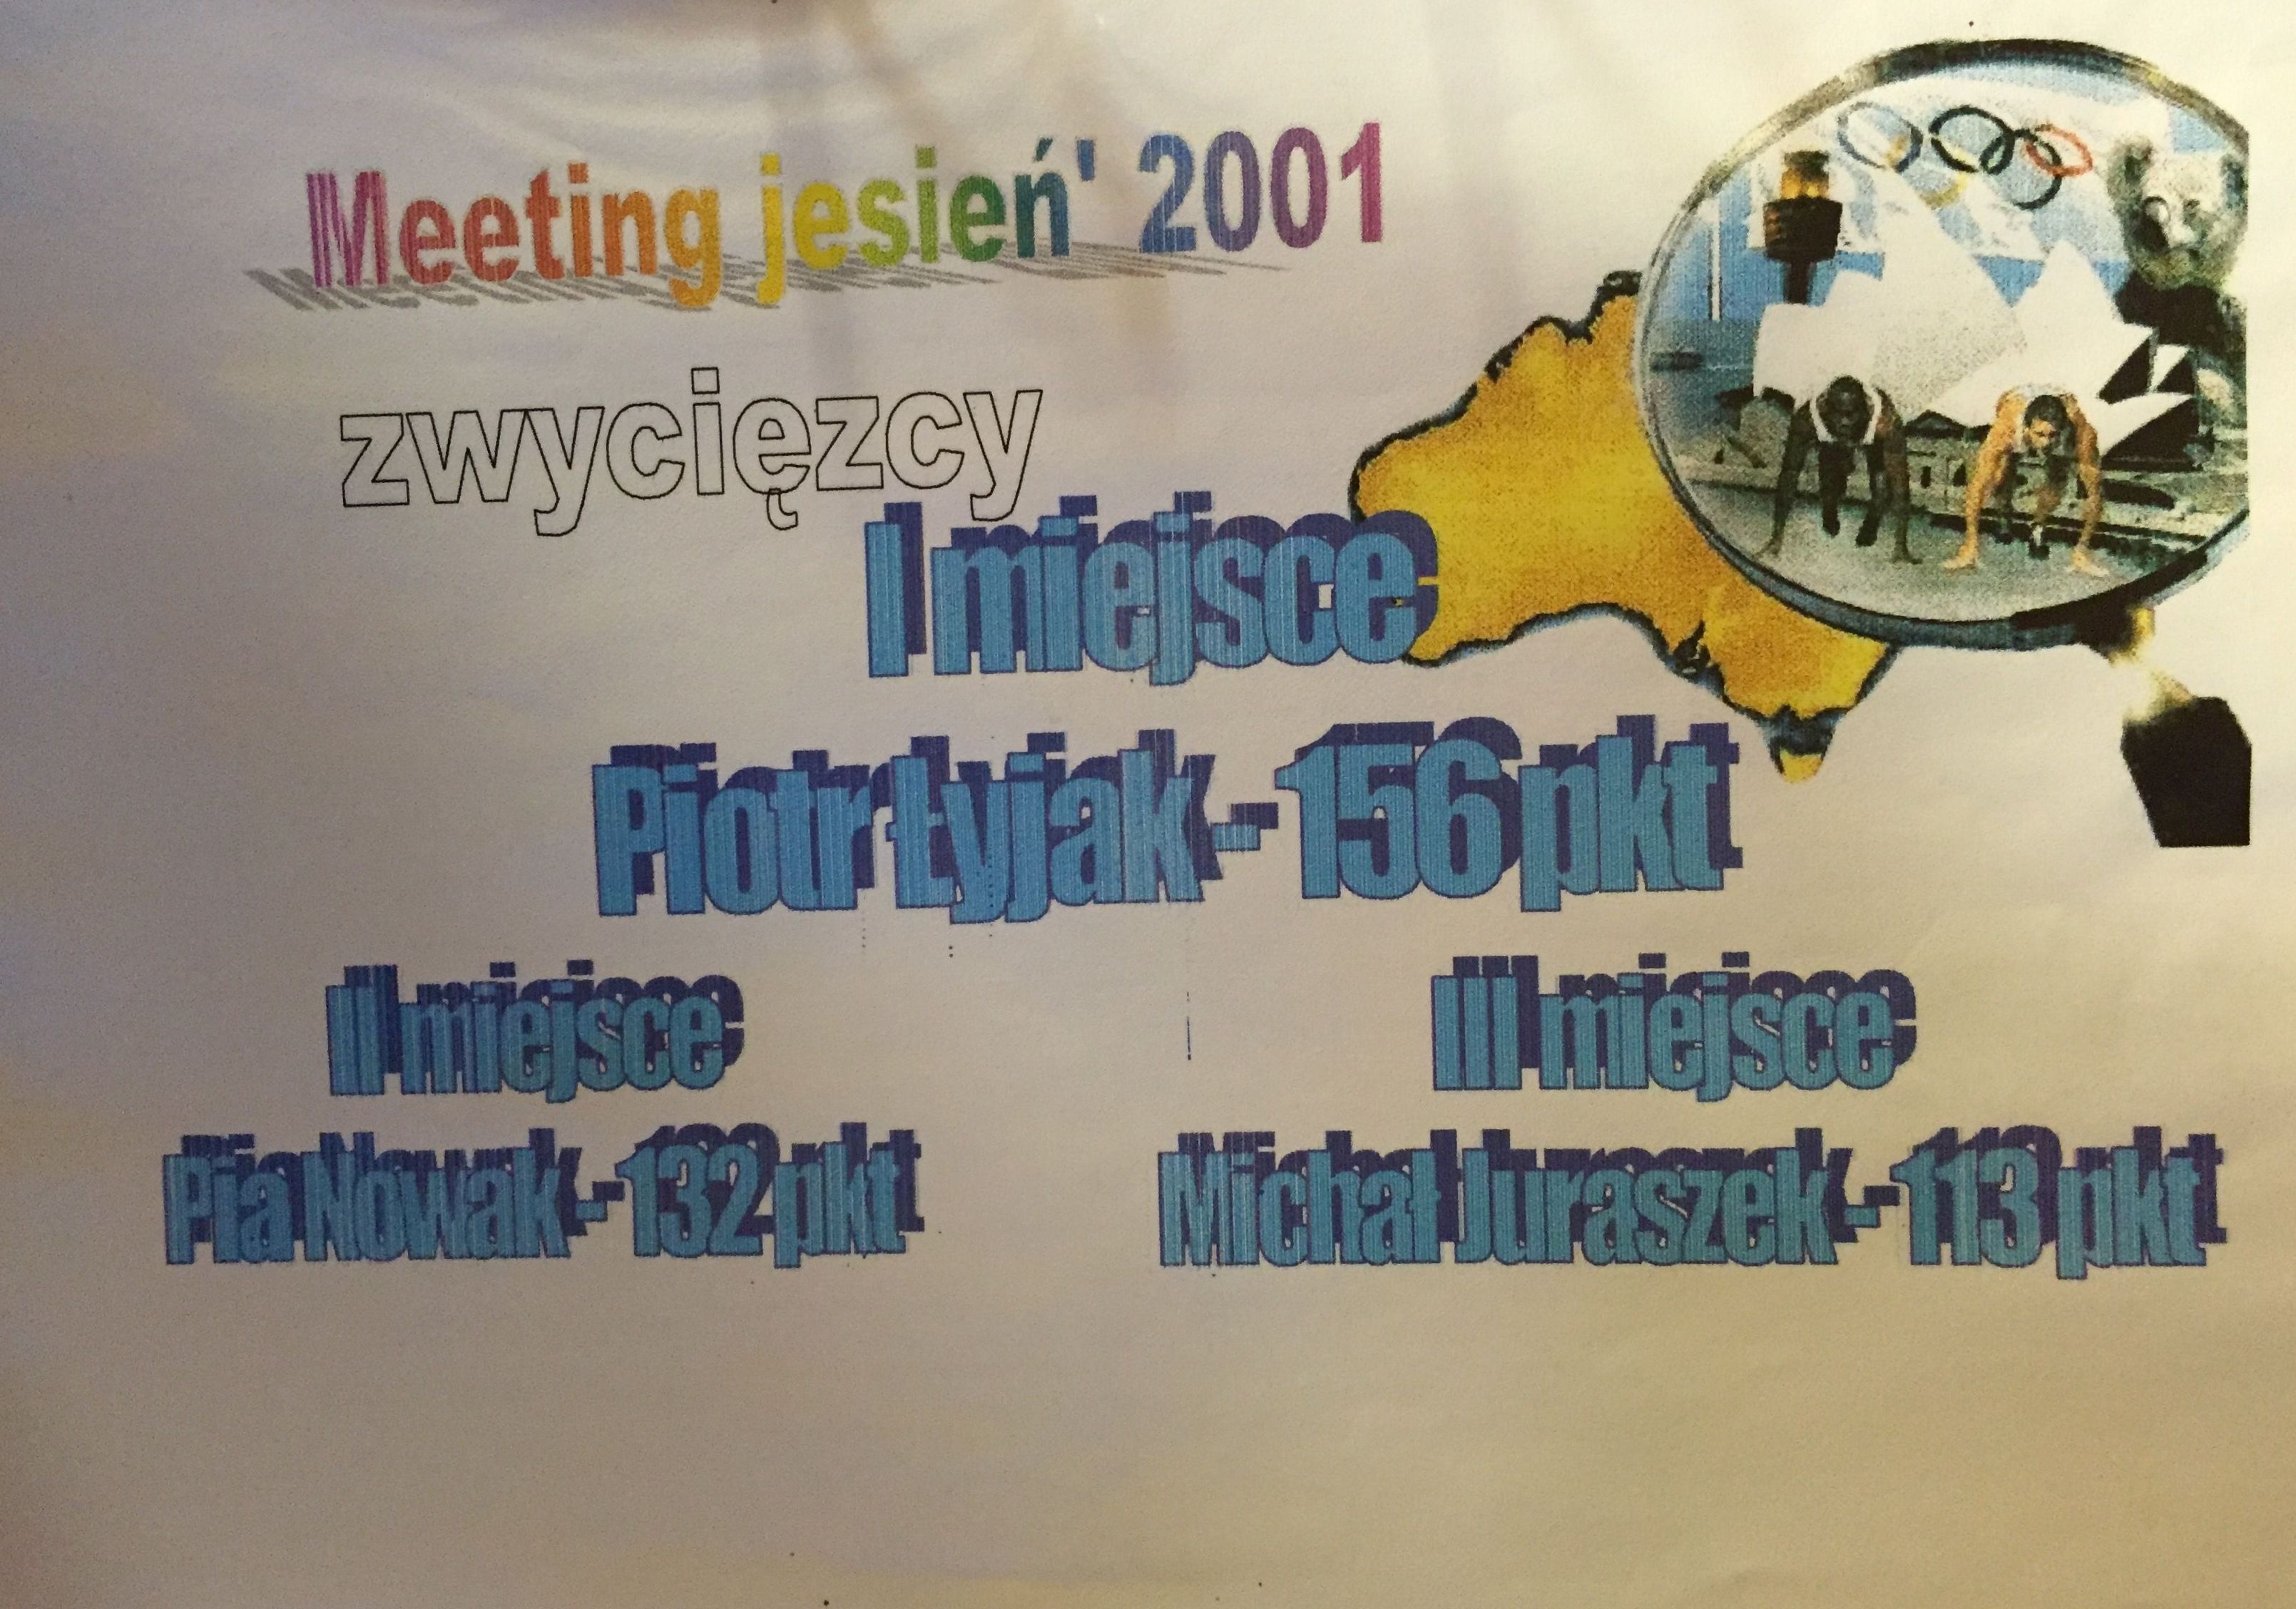 Meeting jesień' 2001
zwycięzcy
I miejsce
Piotr Łyjak - 156 pkt
II miejsce
Pia Nowak - 132 pkt
III miejsce
Michał Juraszek - 113 pkt